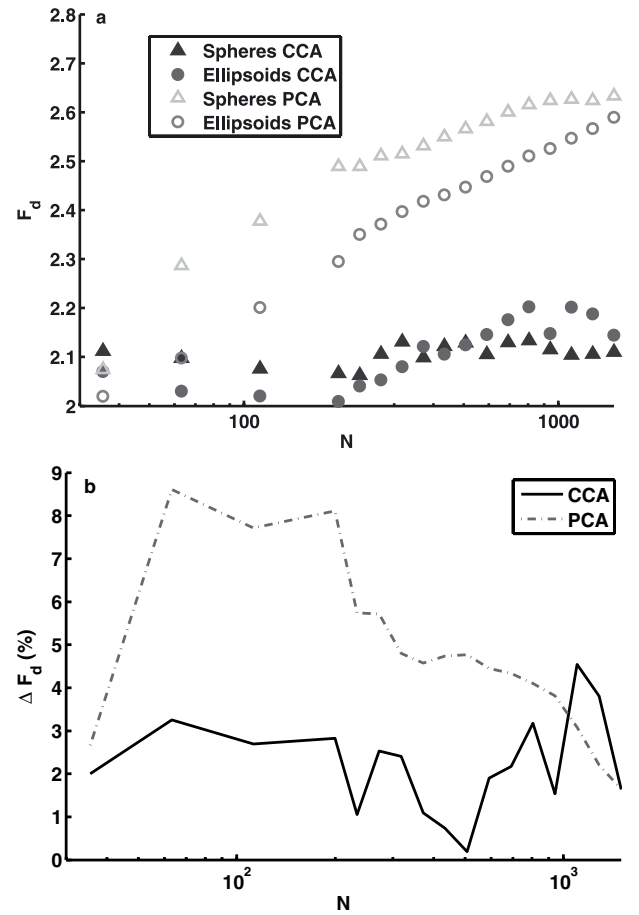 2.8
a
2.7
2.6
2.5
2.4
2.3
2.2
2.1
2
F_d
Spheres CCA
Ellipsoids CCA
Spheres PCA
Ellipsoids PCA
100
1000
N
9
b
8
7
6
5
4
3
2
1
0
Δ F_d (%)
CCA
PCA
10^2
10^3
N